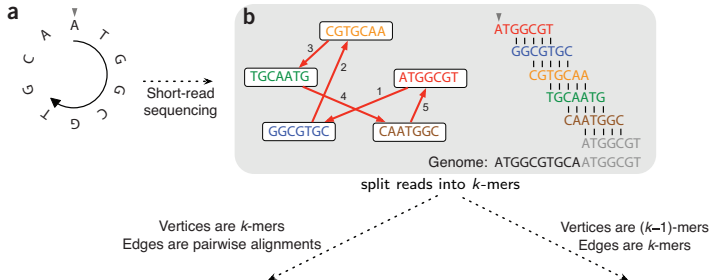 a
A T G G C G T G C A
Short-read
sequencing
b
CGTGCAA
TGCAATG
ATGGCGT
GGCGTGC
CAATGGC
1
2
3
4
5
ATGGCGT
GGCGTGC
CGTGCAA
TGCAATG
CAATGGC
ATGGCGT
Genome: ATGGCGTGCAATGGCGT
split reads into k-mers
Vertices are k-mers
Edges are pairwise alignments
Vertices are (k–1)-mers
Edges are k-mers